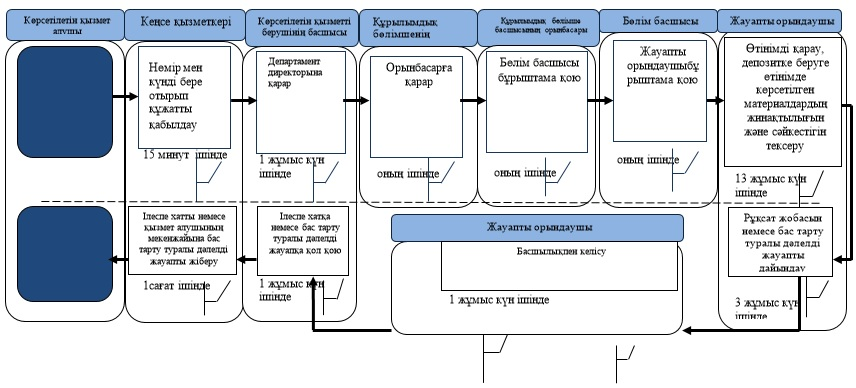 Көрсетілетін қызмет
алушы
Кеңсе қызметкері
Көрсетілетін қызметті
берушінің басшысы
Құрылымдық
бөлімшенің
Құрылымдық бөлімше
басшысының орынбасары
Бөлім басшысы
Жауапты орындаушы
Нөмір мен
күнді бере
отырып
құжатты
қабылдау
15 минут ішінде
Департамент
директорына
қарар
1 жұмыс күн
ішінде
Орынбасарға
қарар
оның ішінде
Бөлім басшысы
бұрыштама қою
оның ішінде
Жауапты
орындаушыбұ
рыштама қою
оның ішінде
Өтінімді қарау,
депозитке беруге
өтінімде
көрсетілген
материалдардың
жинақтылығын
және сәйкестігін
тексеру
13 жұмыс күн
ішінде
Ілеспе хатты немесе
қызмет алушының
мекенжайына бас
тарту туралы дәлелді
жауапты жіберу
1сағат ішінде
Ілеспе хатқа
немесе бас тарту
туралы дәлелді
жауапқа қол қою
1 жұмыс күн
ішінде
Жауапты орындаушы
Басшылықпен келісу
1 жұмыс күн ішінде
Рұқсат жобасын
немесе бас тарту
туралы дәлелді
жауапты
дайындау
3 жұмыс күн
ішінде